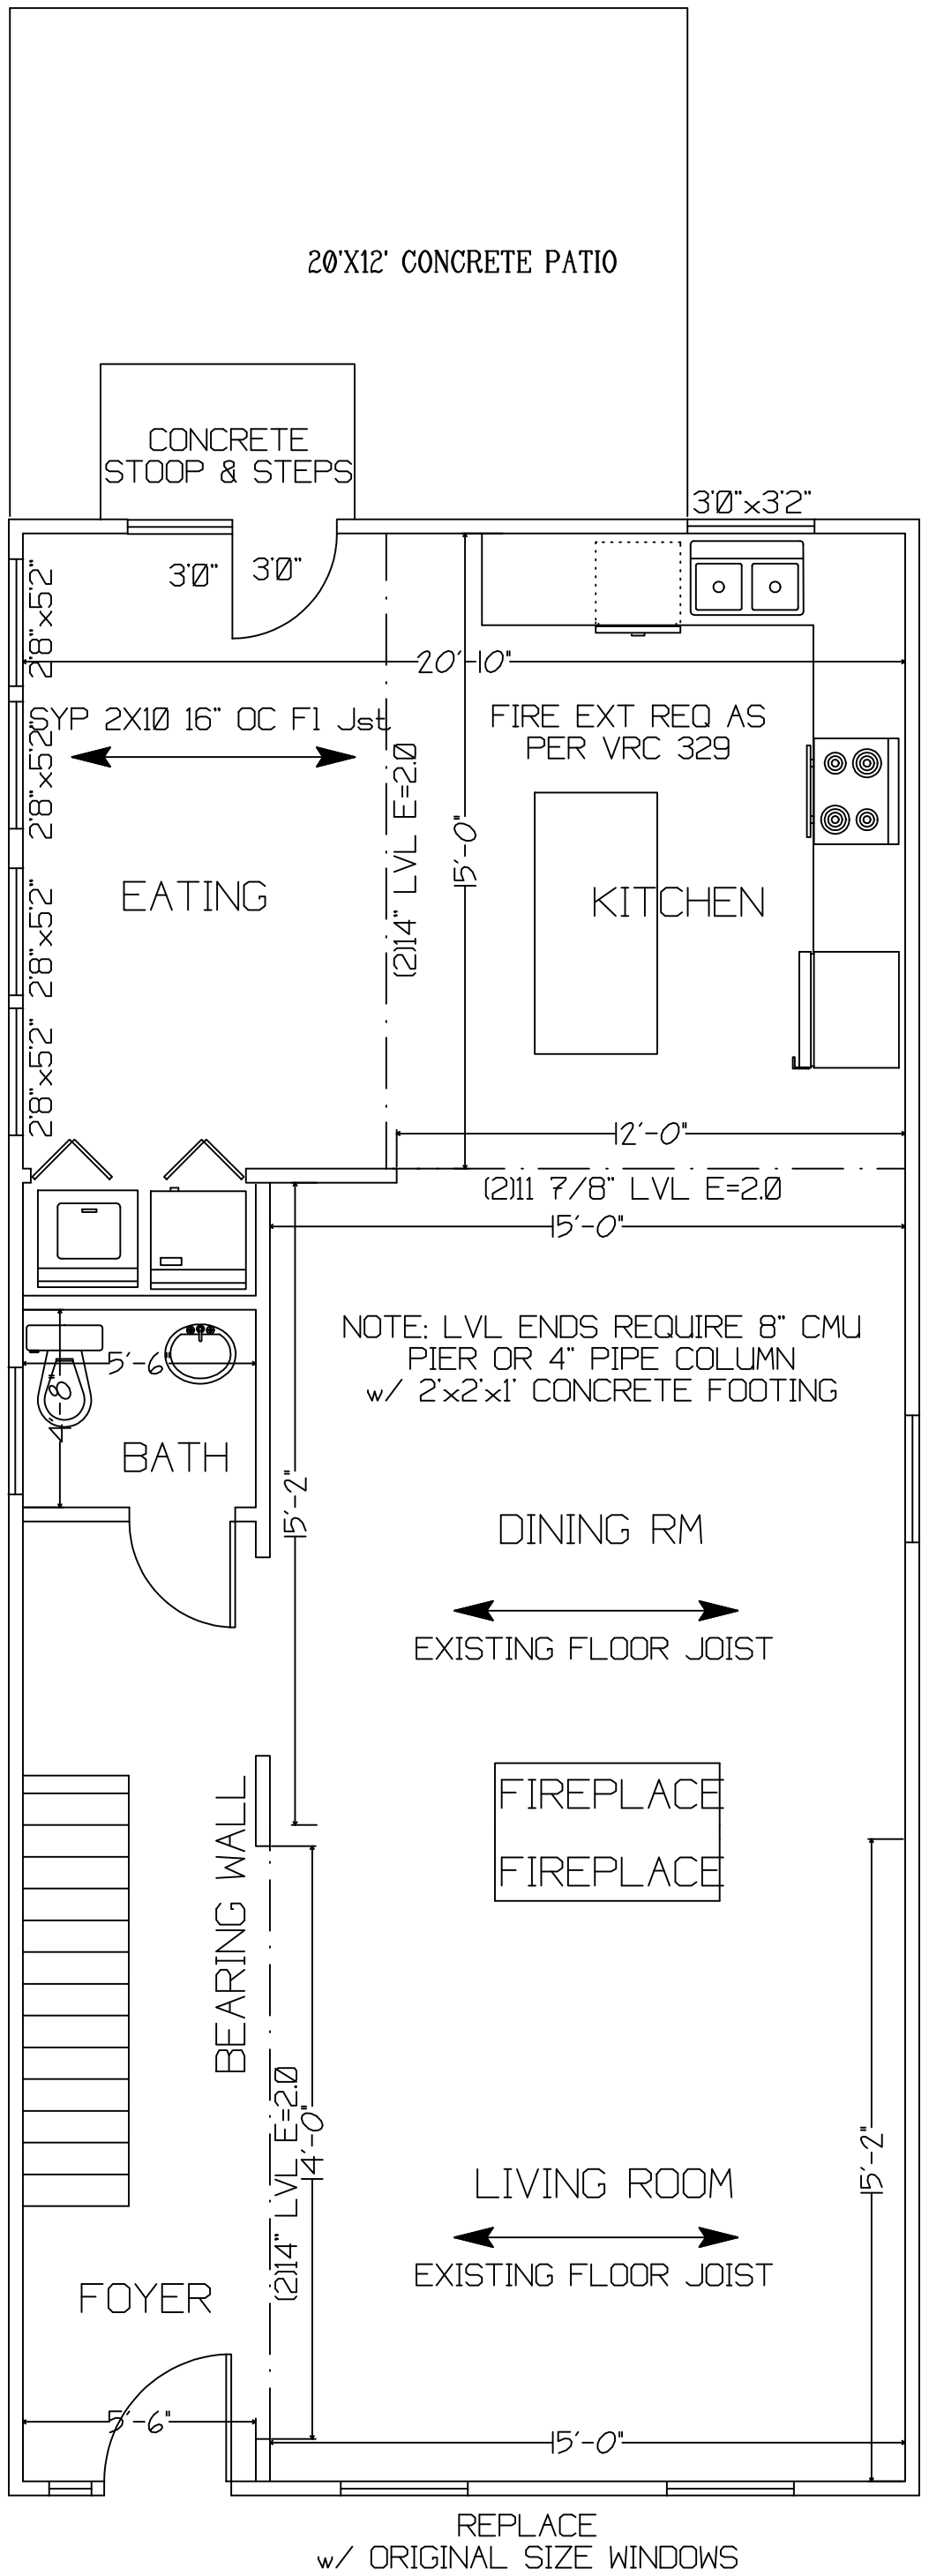 20'X12' CONCRETE PATIO
CONCRETE
STOOP & STEPS
3'0"x3'2"
3'0"
3'0"
2'8"x5'2"
20'-10"
SYP 2X10 16" OC Fl Jst
FIRE EXT REQ AS
PER VRC 329
2'8"x5'2"
(2)14" LVL E=2.0
15'-0"
EATING
KITCHEN
2'8"x5'2"
2'8"x5'2"
12'-0"
(2)11 7/8" LVL E=2.0
15'-0"
NOTE: LVL ENDS REQUIRE 8" CMU
PIER OR 4" PIPE COLUMN
w/ 2'x2'x1' CONCRETE FOOTING
5'-6"
4'-8"
BATH
15'-2"
DINING RM
EXISTING FLOOR JOIST
FIREPLACE
FIREPLACE
BEARING WALL
(2)14" LVL E=2.0
14'-0"
15'-2"
LIVING ROOM
EXISTING FLOOR JOIST
FOYER
5'-6"
15'-0"
REPLACE
w/ ORIGINAL SIZE WINDOWS